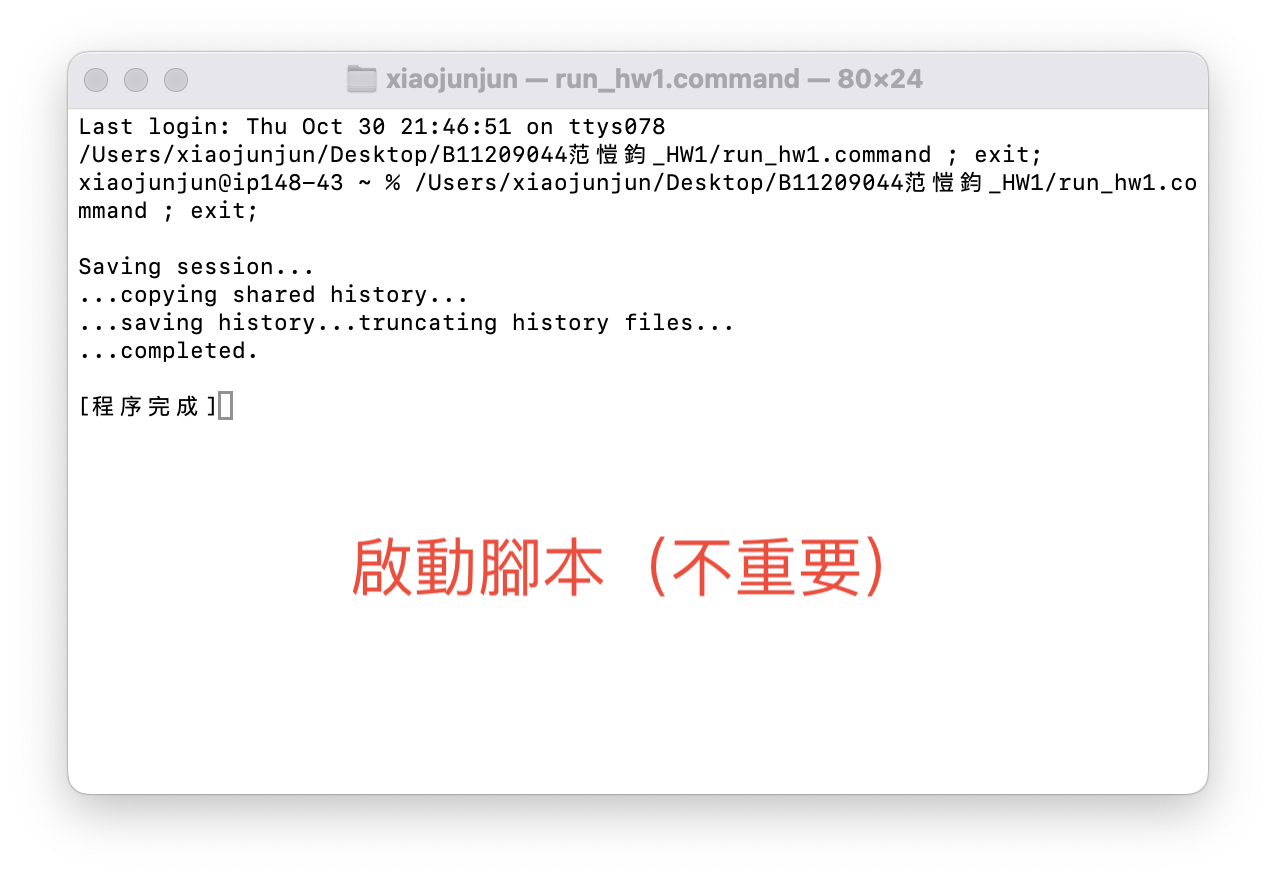 xiaojunjun — run_hw1.command — 80×24
Last login: Thu Oct 30 21:46:51 on ttys078
/Users/xiaojunjun/Desktop/B11209044范愷鈞_HW1/run_hw1.command ; exit;
xiaojunjun@ip148-43 ~ % /Users/xiaojunjun/Desktop/B11209044范愷鈞_HW1/run_hw1.co
mmand ; exit;
Saving session...
...copying shared history...
...saving history...truncating history files...
...completed.
[程序完成]
啟動腳本（不重要）